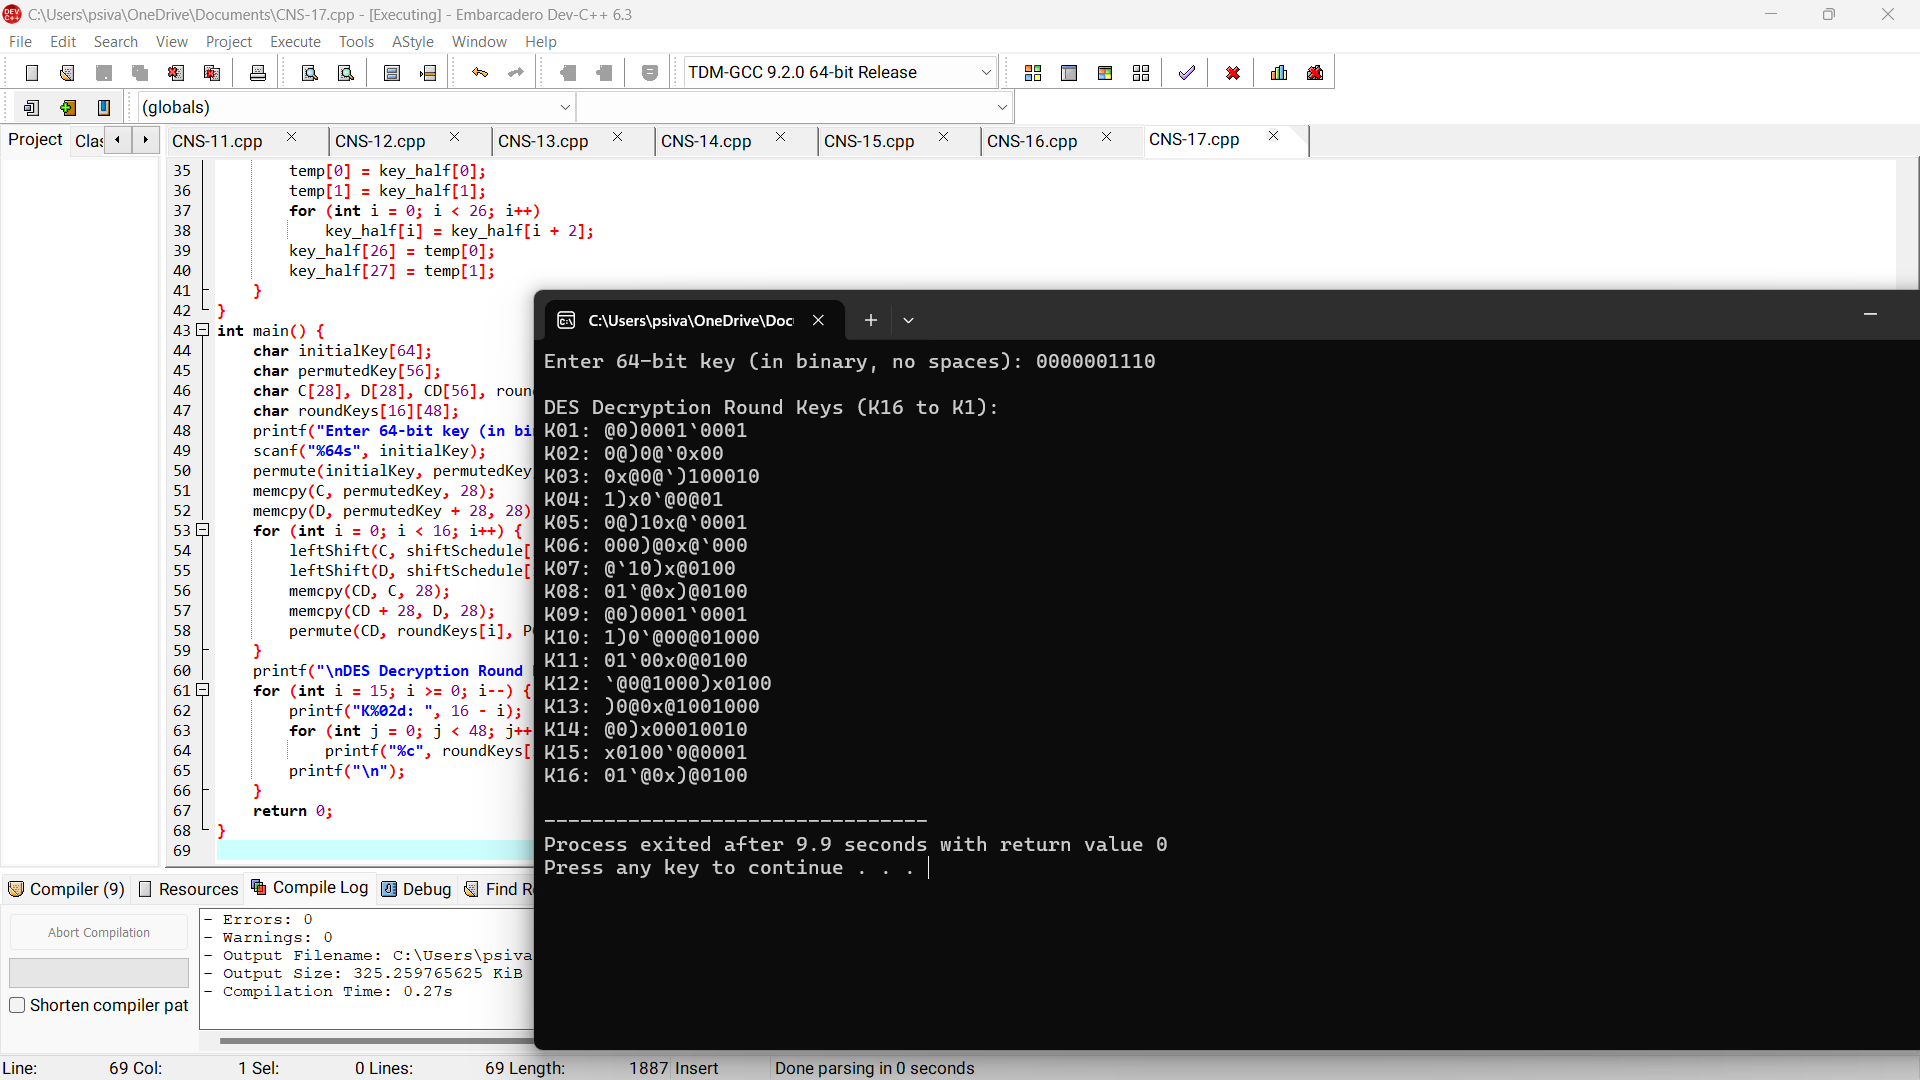 C:\Users\psiva\OneDrive\Documents\CNS-17.cpp - [Executing] - Embarcadero Dev-C++ 6.3
File Edit Search View Project Execute Tools AStyle Window Help
TDM-GCC 9.2.0 64-bit Release
(globals)
Project Clas
CNS-11.cpp CNS-12.cpp CNS-13.cpp CNS-14.cpp CNS-15.cpp CNS-16.cpp CNS-17.cpp
35 temp[0] = key_half[0];
36 temp[1] = key_half[1];
37 for (int i = 0; i < 26; i++)
38 key_half[i] = key_half[i + 2];
39 key_half[26] = temp[0];
40 key_half[27] = temp[1];
41 }
42 }
43 int main() {
44 char initialKey[64];
45 char permutedKey[56];
46 char C[28], D[28], CD[56], roun
47 char roundKeys[16][48];
48 printf("Enter 64-bit key (in bi
49 scanf("%64s", initialKey);
50 permute(initialKey, permutedKey
51 memcpy(C, permutedKey, 28);
52 memcpy(D, permutedKey + 28, 28)
53 for (int i = 0; i < 16; i++) {
54 leftShift(C, shiftSchedule[
55 leftShift(D, shiftSchedule[
56 memcpy(CD, C, 28);
57 memcpy(CD + 28, D, 28);
58 permute(CD, roundKeys[i], P
59 }
60 printf("\nDES Decryption Round
61 for (int i = 15; i >= 0; i--) {
62 printf("K%02d: ", 16 - i);
63 for (int j = 0; j < 48; j++
64 printf("%c", roundKeys[
65 printf("\n");
66 }
67 return 0;
68 }
69
C:\Users\psiva\OneDrive\Doc
Enter 64-bit key (in binary, no spaces): 0000001110
DES Decryption Round Keys (K16 to K1):
K01: @0)0001`0001
K02: 0@)0@`0x00
K03: 0x@0@`)100010
K04: 1)x0`@0@01
K05: 0@)10x@`0001
K06: 000)@0x@`000
K07: @`10)x@0100
K08: 01`@0x)@0100
K09: @0)0001`0001
K10: 1)0`@00@01000
K11: 01`00x0@0100
K12: `@0@1000)x0100
K13: )0@0x@1001000
K14: @0)x00010010
K15: x0100`0@0001
K16: 01`@0x)@0100
--------------------------------
Process exited after 9.9 seconds with return value 0
Press any key to continue . . .
Compiler (9) Resources Compile Log Debug Find R
Abort Compilation
Shorten compiler pat
- Errors: 0
- Warnings: 0
- Output Filename: C:\Users\psiva
- Output Size: 325.259765625 KiB
- Compilation Time: 0.27s
Line: 69 Col: 1 Sel: 0 Lines: 69 Length: 1887 Insert Done parsing in 0 seconds